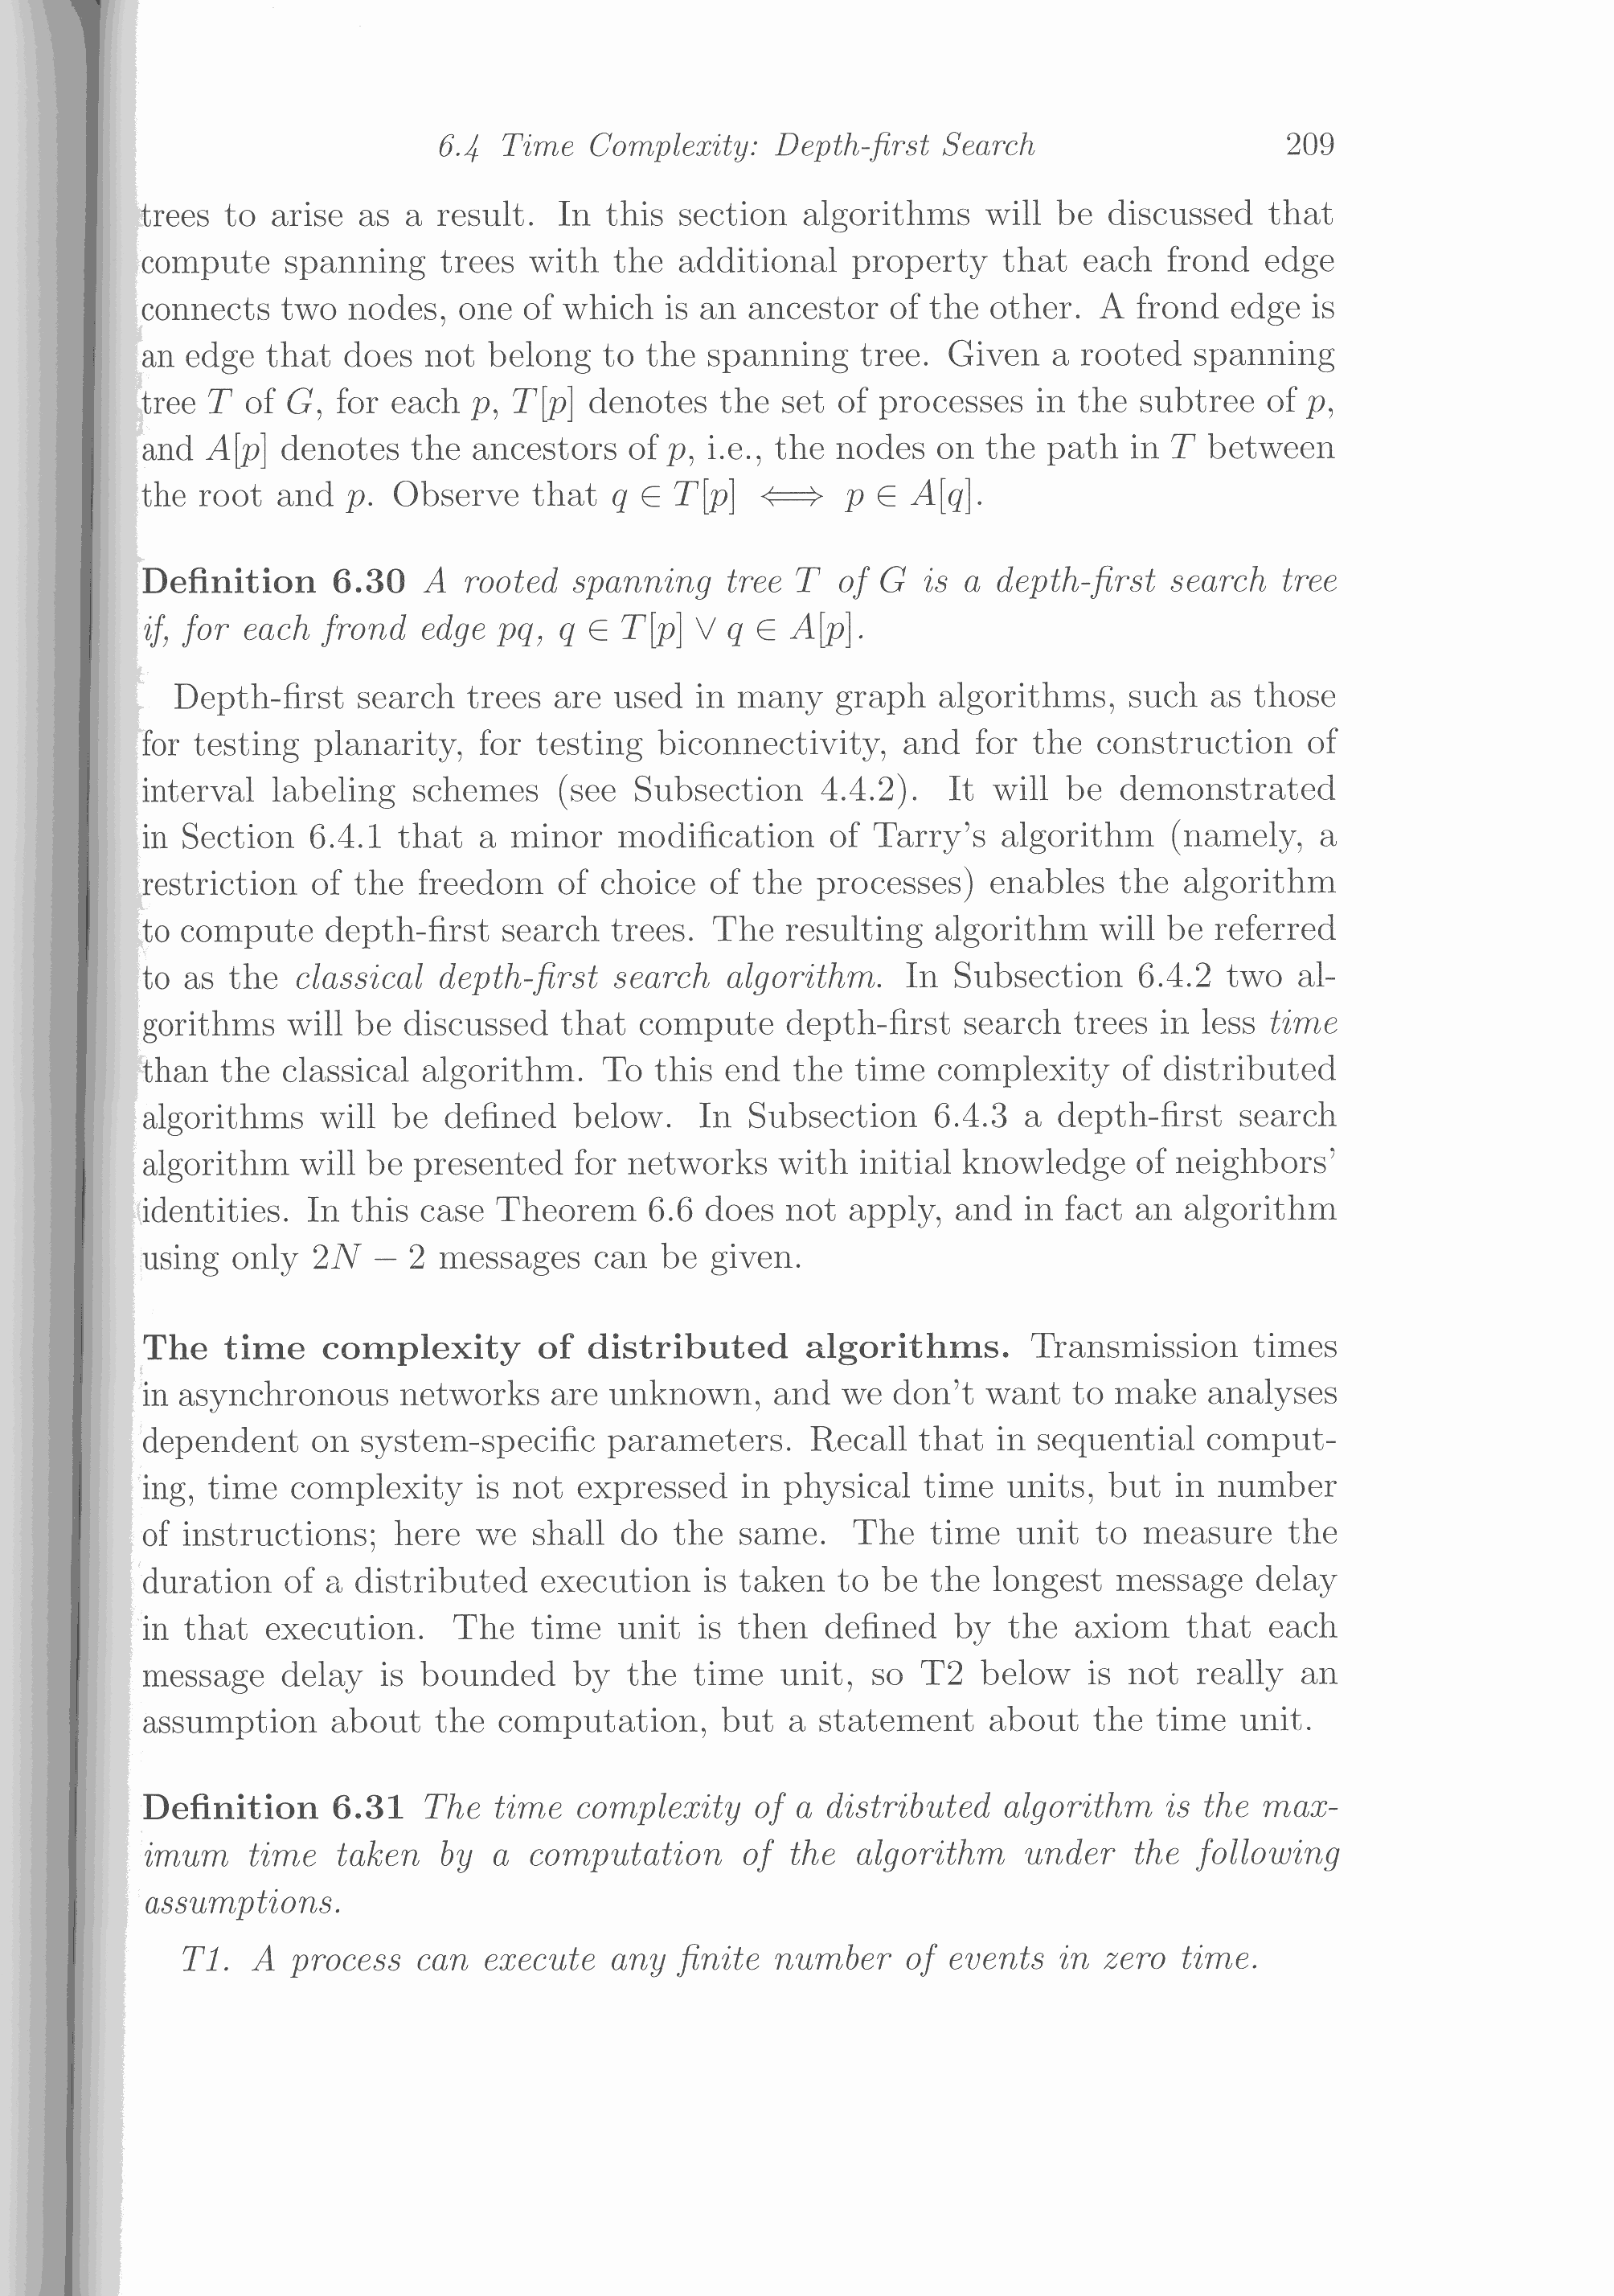 6.4 Time Complexity: Depth-first Search 209
trees to arise as a result. In this section algorithms will be discussed that
compute spanning trees with the additional property that each frond edge
connects two nodes, one of which is an ancestor of the other. A frond edge is
an edge that does not belong to the spanning tree. Given a rooted spanning
tree T of G, for each p, T[p] denotes the set of processes in the subtree of p,
and A[p] denotes the ancestors of p, i.e., the nodes on the path in T between
the root and p. Observe that q ∈ T[p] ⟺ p ∈ A[q].
Definition 6.30 A rooted spanning tree T of G is a depth-first search tree
if, for each frond edge pq, q ∈ T[p] ∨ q ∈ A[p].
Depth-first search trees are used in many graph algorithms, such as those
for testing planarity, for testing biconnectivity, and for the construction of
interval labeling schemes (see Subsection 4.4.2). It will be demonstrated
in Section 6.4.1 that a minor modification of Tarry's algorithm (namely, a
restriction of the freedom of choice of the processes) enables the algorithm
to compute depth-first search trees. The resulting algorithm will be referred
to as the classical depth-first search algorithm. In Subsection 6.4.2 two al-
gorithms will be discussed that compute depth-first search trees in less time
than the classical algorithm. To this end the time complexity of distributed
algorithms will be defined below. In Subsection 6.4.3 a depth-first search
algorithm will be presented for networks with initial knowledge of neighbors'
identities. In this case Theorem 6.6 does not apply, and in fact an algorithm
using only 2N − 2 messages can be given.
The time complexity of distributed algorithms. Transmission times
in asynchronous networks are unknown, and we don't want to make analyses
dependent on system-specific parameters. Recall that in sequential comput-
ing, time complexity is not expressed in physical time units, but in number
of instructions; here we shall do the same. The time unit to measure the
duration of a distributed execution is taken to be the longest message delay
in that execution. The time unit is then defined by the axiom that each
message delay is bounded by the time unit, so T2 below is not really an
assumption about the computation, but a statement about the time unit.
Definition 6.31 The time complexity of a distributed algorithm is the max-
imum time taken by a computation of the algorithm under the following
assumptions.
T1. A process can execute any finite number of events in zero time.